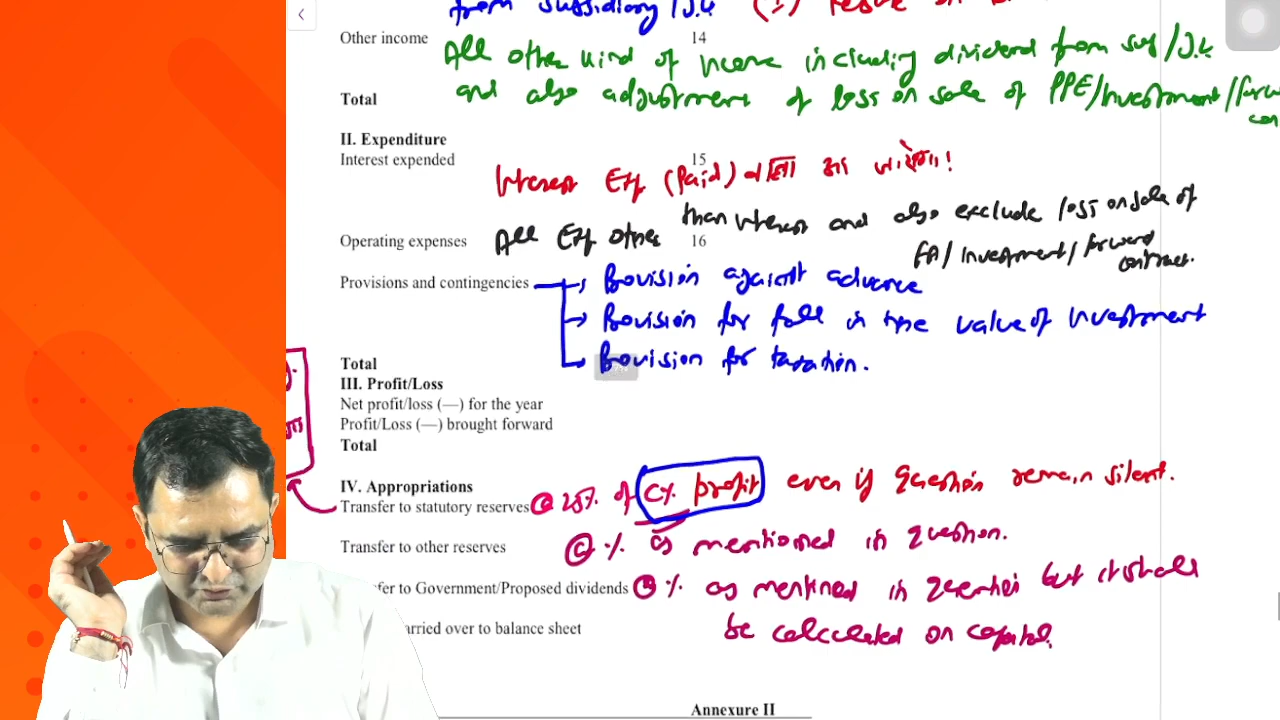 from subsidiary/J.V
Other income 14 All other kind of income including dividend from sub/J.V
Total and also adjustment of loss on sale of PPE/Investment/forw
con
II. Expenditure
Interest expended 15 Interest Exp (Paid)
Operating expenses 16 All Exp other than interest and also exclude loss on sale of
FA/Investment/forward contract.
Provisions and contingencies → Provision against advance
→ Provision for fall in the value of Investment
Total → Provision for taxation.
III. Profit/Loss
Net profit/loss (—) for the year
Profit/Loss (—) brought forward
Total
IV. Appropriations
Transfer to statutory reserves @ 25% of CY. profit even if question remain silent.
Transfer to other reserves @ % as mentioned in question.
fer to Government/Proposed dividends @ % as mentioned in question but it shall
arried over to balance sheet be calculated on capital.
Annexure II